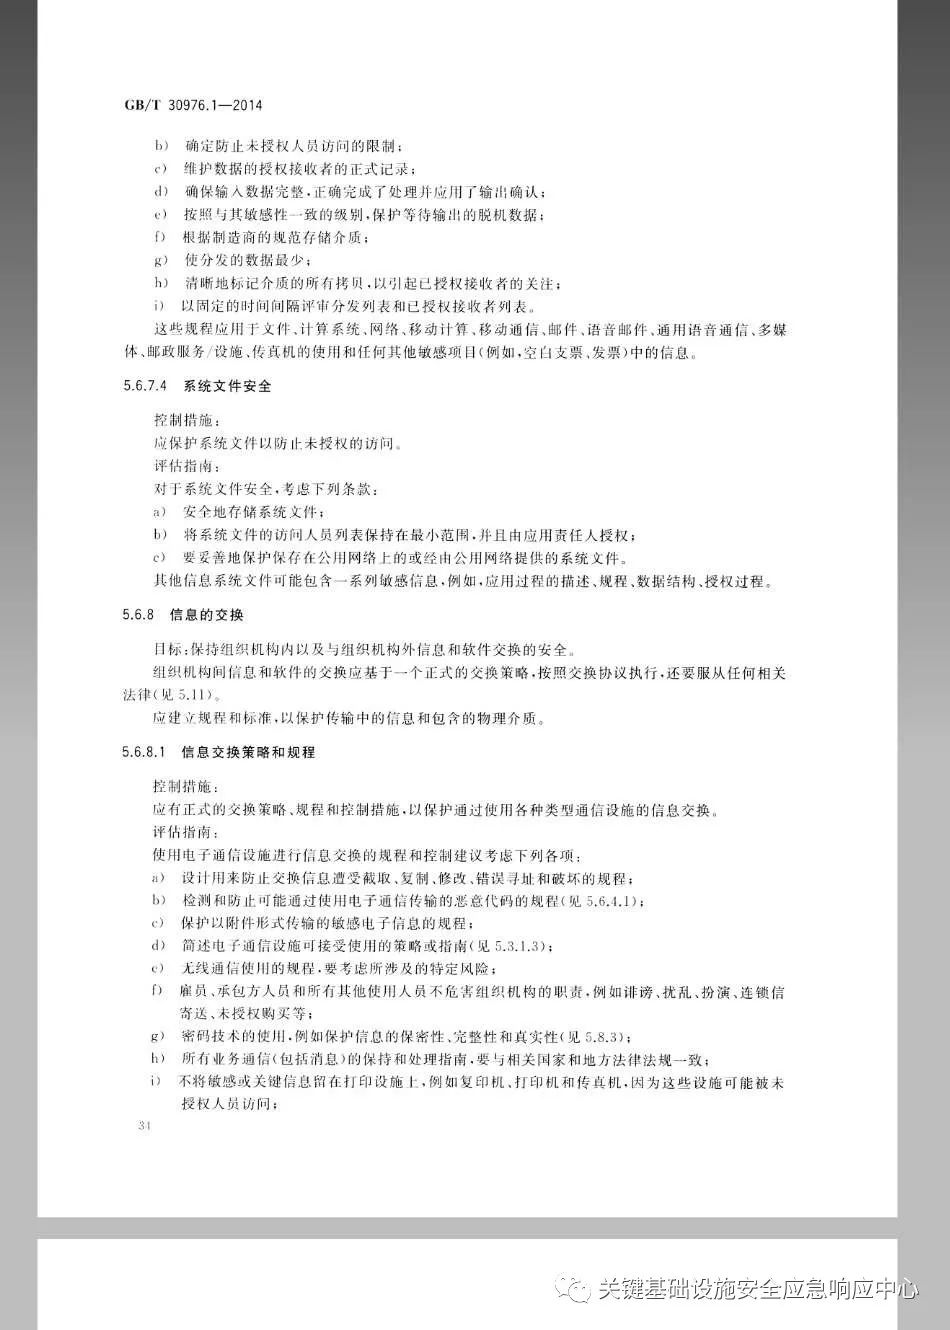 GB/T 30976.1—2014
b) 确定防止未授权人员访问的限制;
c) 维护数据的授权接收者的正式记录;
d) 确保输入数据完整,正确完成了处理并应用了输出确认;
e) 按照与其敏感性一致的级别,保护等待输出的脱机数据;
f) 根据制造商的规范存储介质;
g) 使分发的数据最少;
h) 清晰地标记介质的所有拷贝,以引起已授权接收者的关注;
i) 以固定的时间间隔评审分发列表和已授权接收者列表。
这些规程应用于文件、计算系统、网络、移动计算、移动通信、邮件、语音邮件、通用语音通信、多媒
体、邮政服务/设施、传真机的使用和任何其他敏感项目(例如,空白支票、发票)中的信息。
5.6.7.4 系统文件安全
控制措施:
应保护系统文件以防止未授权的访问。
评估指南:
对于系统文件安全,考虑下列条款:
a) 安全地存储系统文件;
b) 将系统文件的访问人员列表保持在最小范围,并且由应用责任人授权;
c) 要妥善地保护保存在公用网络上的或经由公用网络提供的系统文件。
其他信息系统文件可能包含一系列敏感信息,例如,应用过程的描述、规程、数据结构、授权过程。
5.6.8 信息的交换
目标:保持组织机构内以及与组织机构外信息和软件交换的安全。
组织机构间信息和软件的交换应基于一个正式的交换策略,按照交换协议执行,还要服从任何相关
法律(见 5.11)。
应建立规程和标准,以保护传输中的信息和包含的物理介质。
5.6.8.1 信息交换策略和规程
控制措施:
应有正式的交换策略、规程和控制措施,以保护通过使用各种类型通信设施的信息交换。
评估指南:
使用电子通信设施进行信息交换的规程和控制建议考虑下列各项:
a) 设计用来防止交换信息遭受截取、复制、修改、错误寻址和破坏的规程;
b) 检测和防止可能通过使用电子通信传输的恶意代码的规程(见 5.6.4.1);
c) 保护以附件形式传输的敏感电子信息的规程;
d) 简述电子通信设施可接受使用的策略或指南(见 5.3.1.3);
e) 无线通信使用的规程,要考虑所涉及的特定风险;
f) 雇员、承包方人员和所有其他使用人员不危害组织机构的职责,例如诽谤、扰乱、扮演、连锁信
寄送、未授权购买等;
g) 密码技术的使用,例如保护信息的保密性、完整性和真实性(见 5.8.3);
h) 所有业务通信(包括消息)的保持和处理指南,要与相关国家和地方法律法规一致;
i) 不将敏感或关键信息留在打印设施上,例如复印机、打印机和传真机,因为这些设施可能被未
授权人员访问;
34
关键基础设施安全应急响应中心